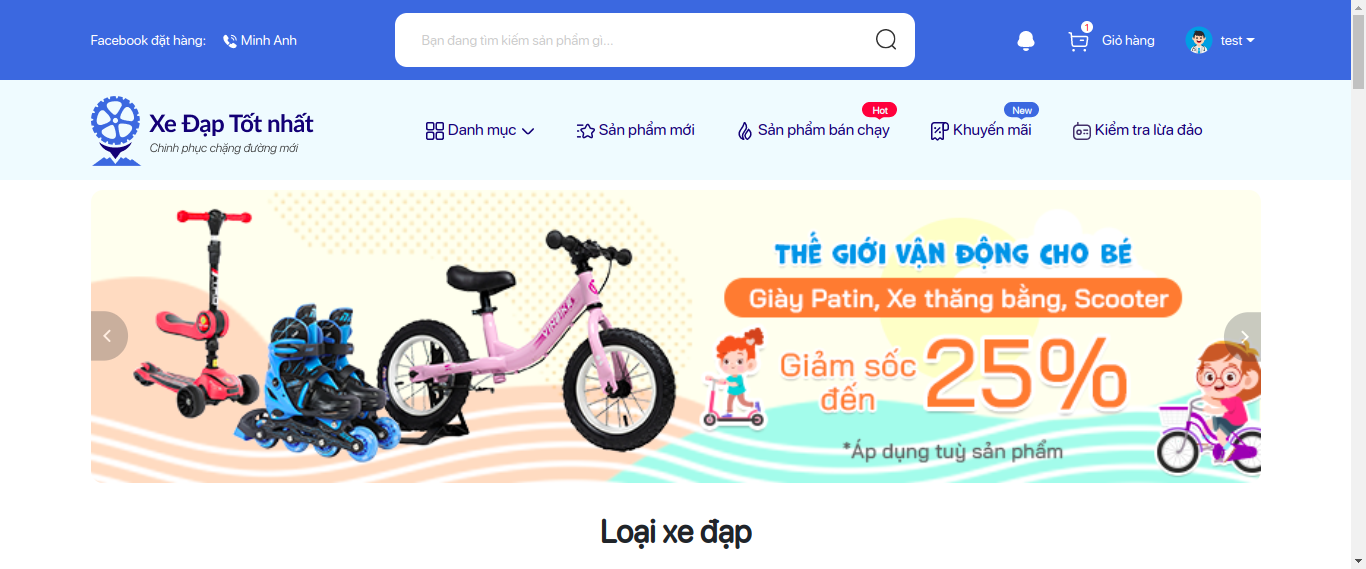 Facebook đặt hàng: Minh Anh
Bạn đang tìm kiếm sản phẩm gì...
1
Giỏ hàng
test
Xe Đạp Tốt nhất
Chinh phục chặng đường mới
Danh mục
Sản phẩm mới
Hot
Sản phẩm bán chạy
New
Khuyến mãi
Kiểm tra lừa đảo
THẾ GIỚI VẬN ĐỘNG CHO BÉ
Giày Patin, Xe thăng bằng, Scooter
Giảm sốc
đến
25%
*Áp dụng tuỳ sản phẩm
Loại xe đạp